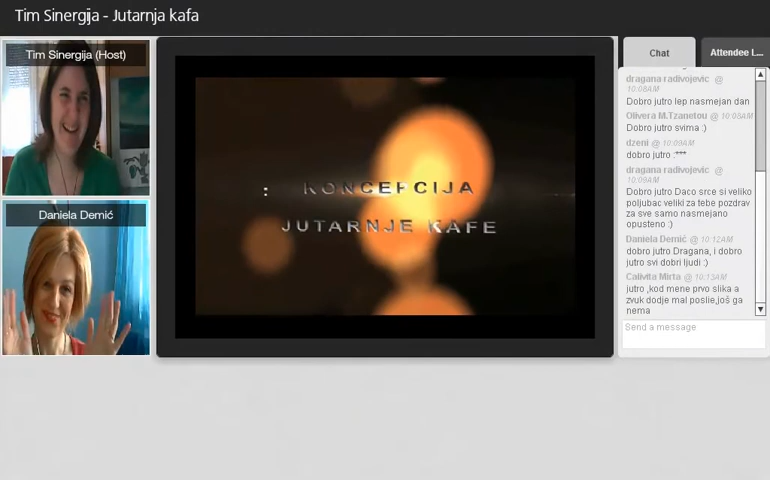 Tim Sinergija - Jutarnja kafa
Tim Sinergija (Host)
Daniela Demić
: KONCEPCIJA
JUTARNJE KAFE
Chat
Attendee L...
dragana radivojevic @
10:08AM
Dobro jutro lep nasmejan dan
Olivera M.Tzanetou @ 10:08AM
Dobro jutro svima :)
dzeni @ 10:09AM
dobro jutro :***
dragana radivojevic @
10:09AM
Dobro jutro Daco srce si veliko
poljubac veliki za tebe pozdrav
za sve samo nasmejano
opusteno :)
Daniela Demić @ 10:12AM
dobro jutro Dragana, i dobro
jutro svi dobri ljudi :)
Calivita Mirta @ 10:13AM
jutro ,kod mene prvo slika a
zvuk dodje mal poslie,još ga
nema
Send a message